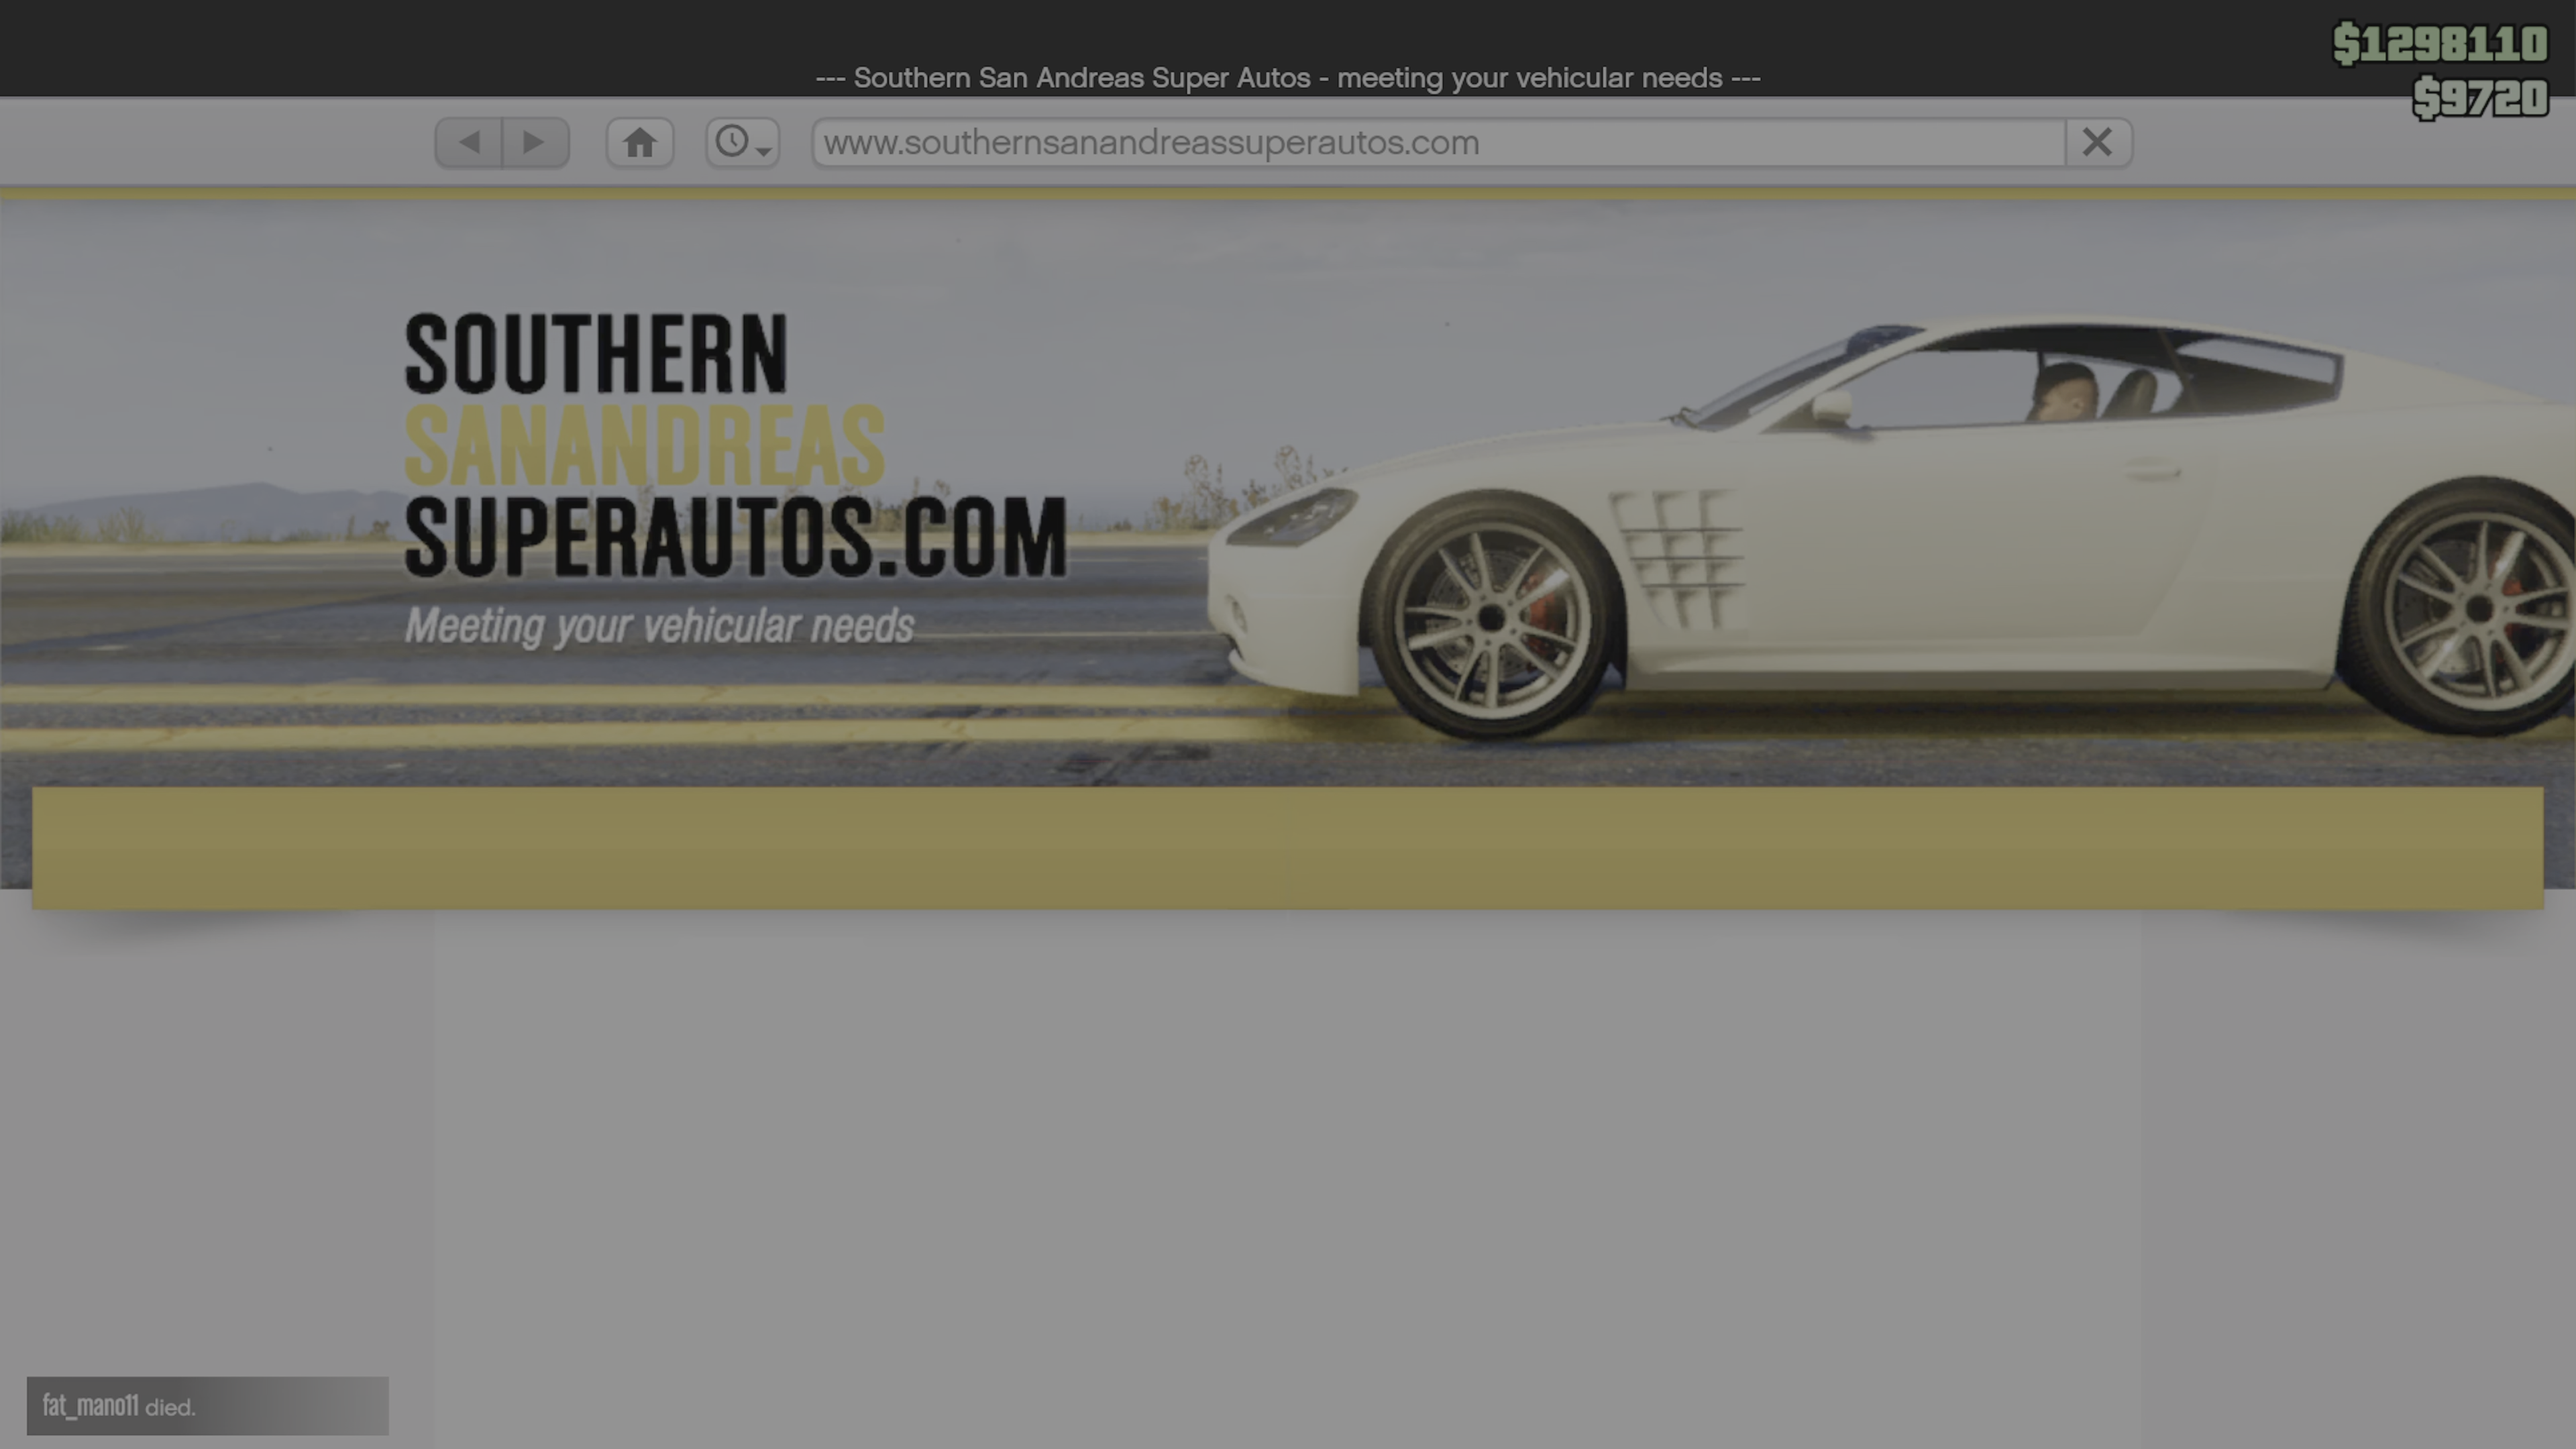 $1298110
--- Southern San Andreas Super Autos - meeting your vehicular needs ---
$9720
www.southernsanandreassuperautos.com
SOUTHERN
SANANDREAS
SUPERAUTOS.COM
Meeting your vehicular needs
fat_mano11 died.